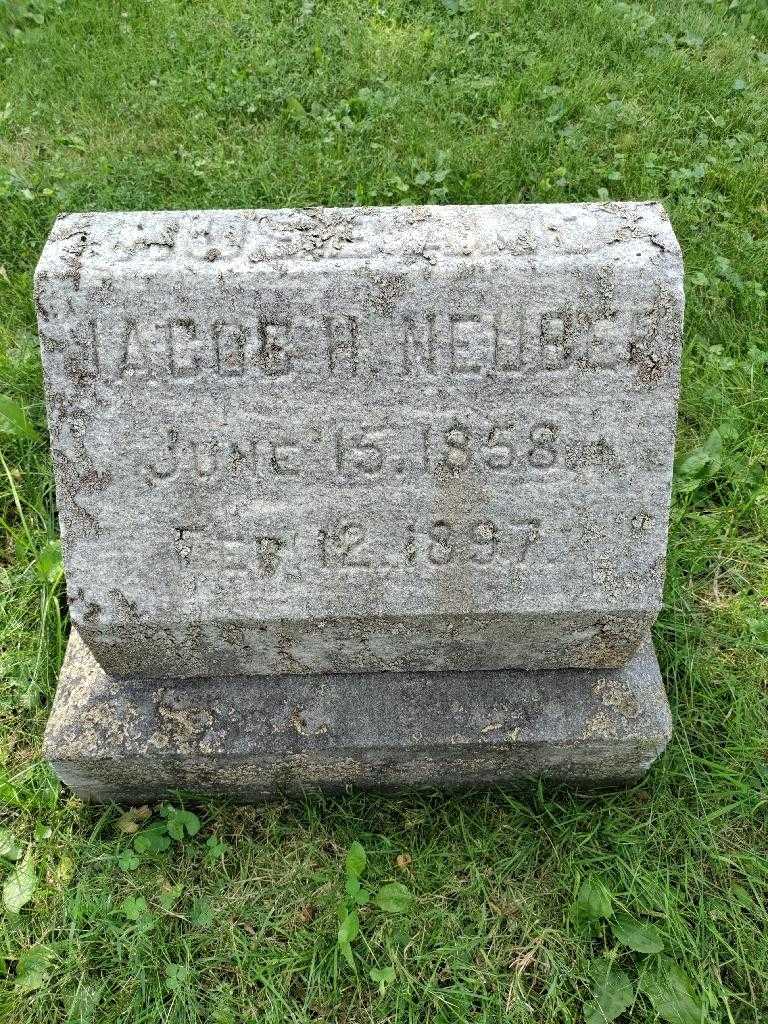 JACOB H. NEUBER
JUNE 15. 1858.
FEB. 12. 1897.